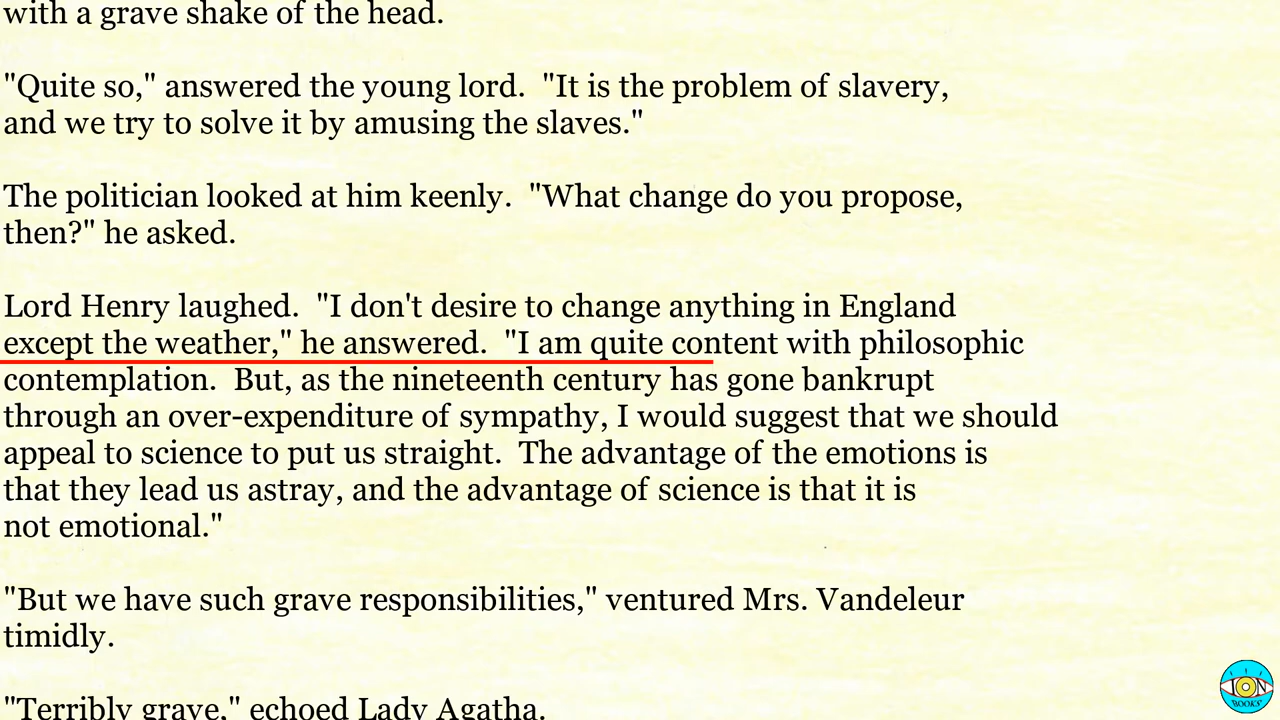 with a grave shake of the head.
"Quite so," answered the young lord.  "It is the problem of slavery,
and we try to solve it by amusing the slaves."
The politician looked at him keenly.  "What change do you propose,
then?" he asked.
Lord Henry laughed.  "I don't desire to change anything in England
except the weather," he answered.  "I am quite content with philosophic
contemplation.  But, as the nineteenth century has gone bankrupt
through an over-expenditure of sympathy, I would suggest that we should
appeal to science to put us straight.  The advantage of the emotions is
that they lead us astray, and the advantage of science is that it is
not emotional."
"But we have such grave responsibilities," ventured Mrs. Vandeleur
timidly.
"Terribly grave," echoed Lady Agatha.
ION
BOOKS